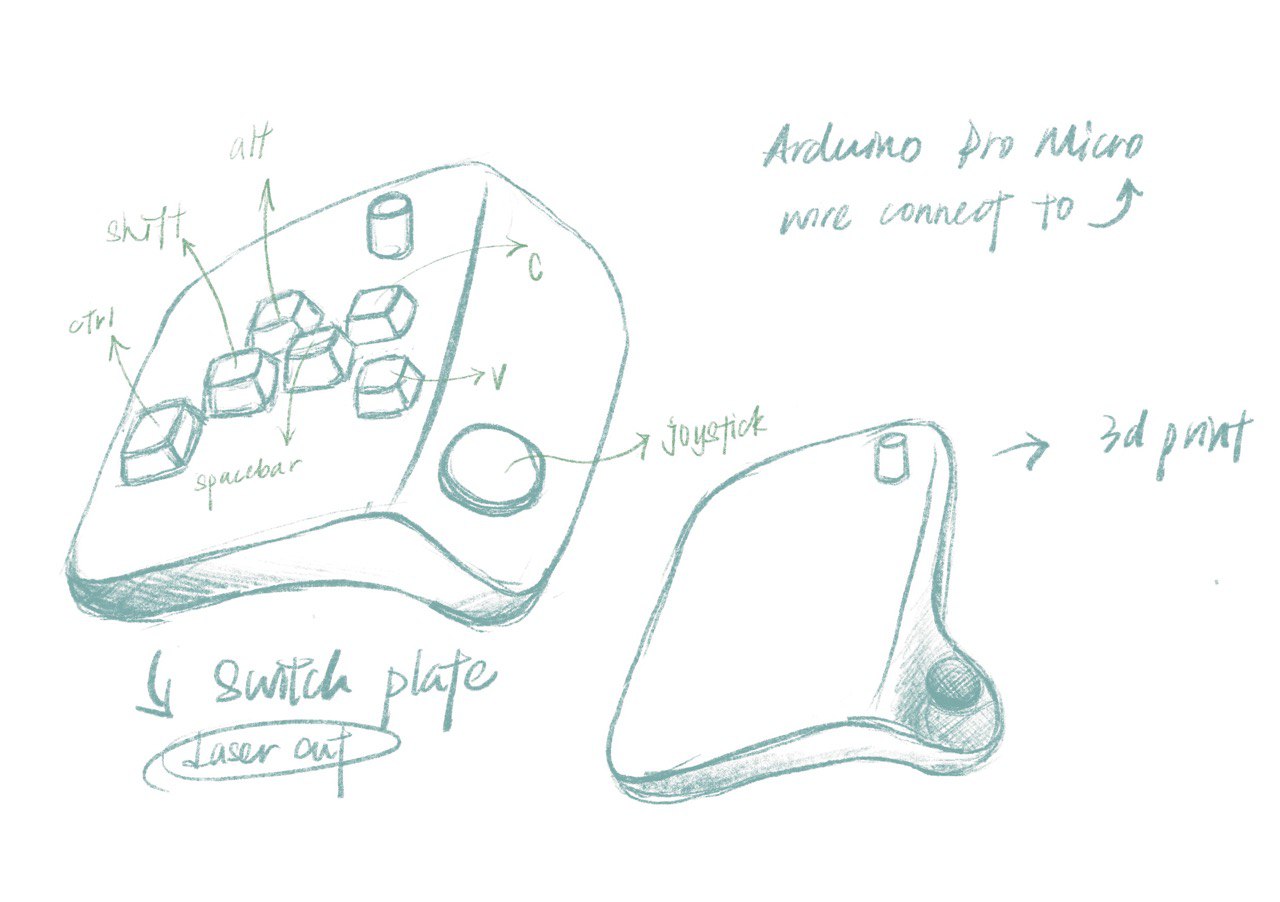 alt
shift
ctrl
C
V
spacebar
joystick
Arduino Pro Micro
wire connect to
3d print
Switch plate
Laser cut